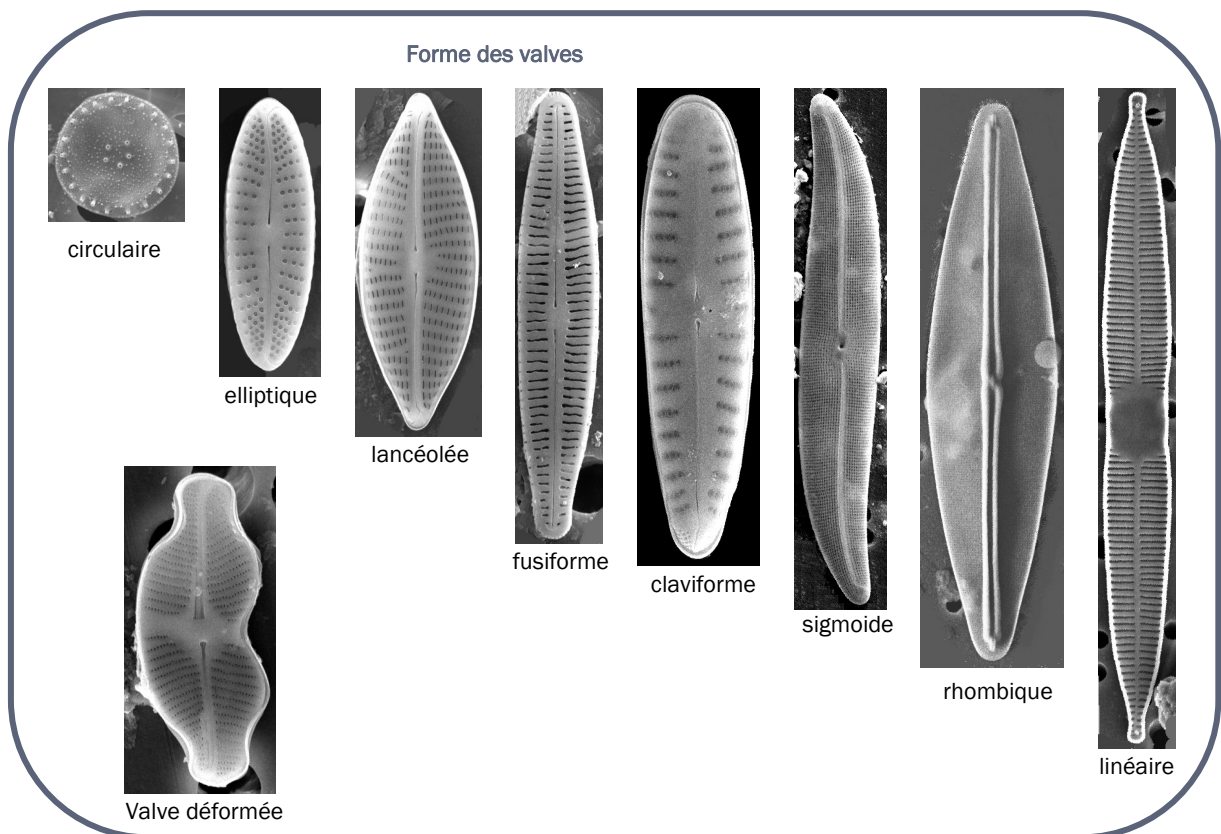 Forme des valves
circulaire
elliptique
lancéolée
fusiforme
claviforme
sigmoide
rhombique
linéaire
Valve déformée